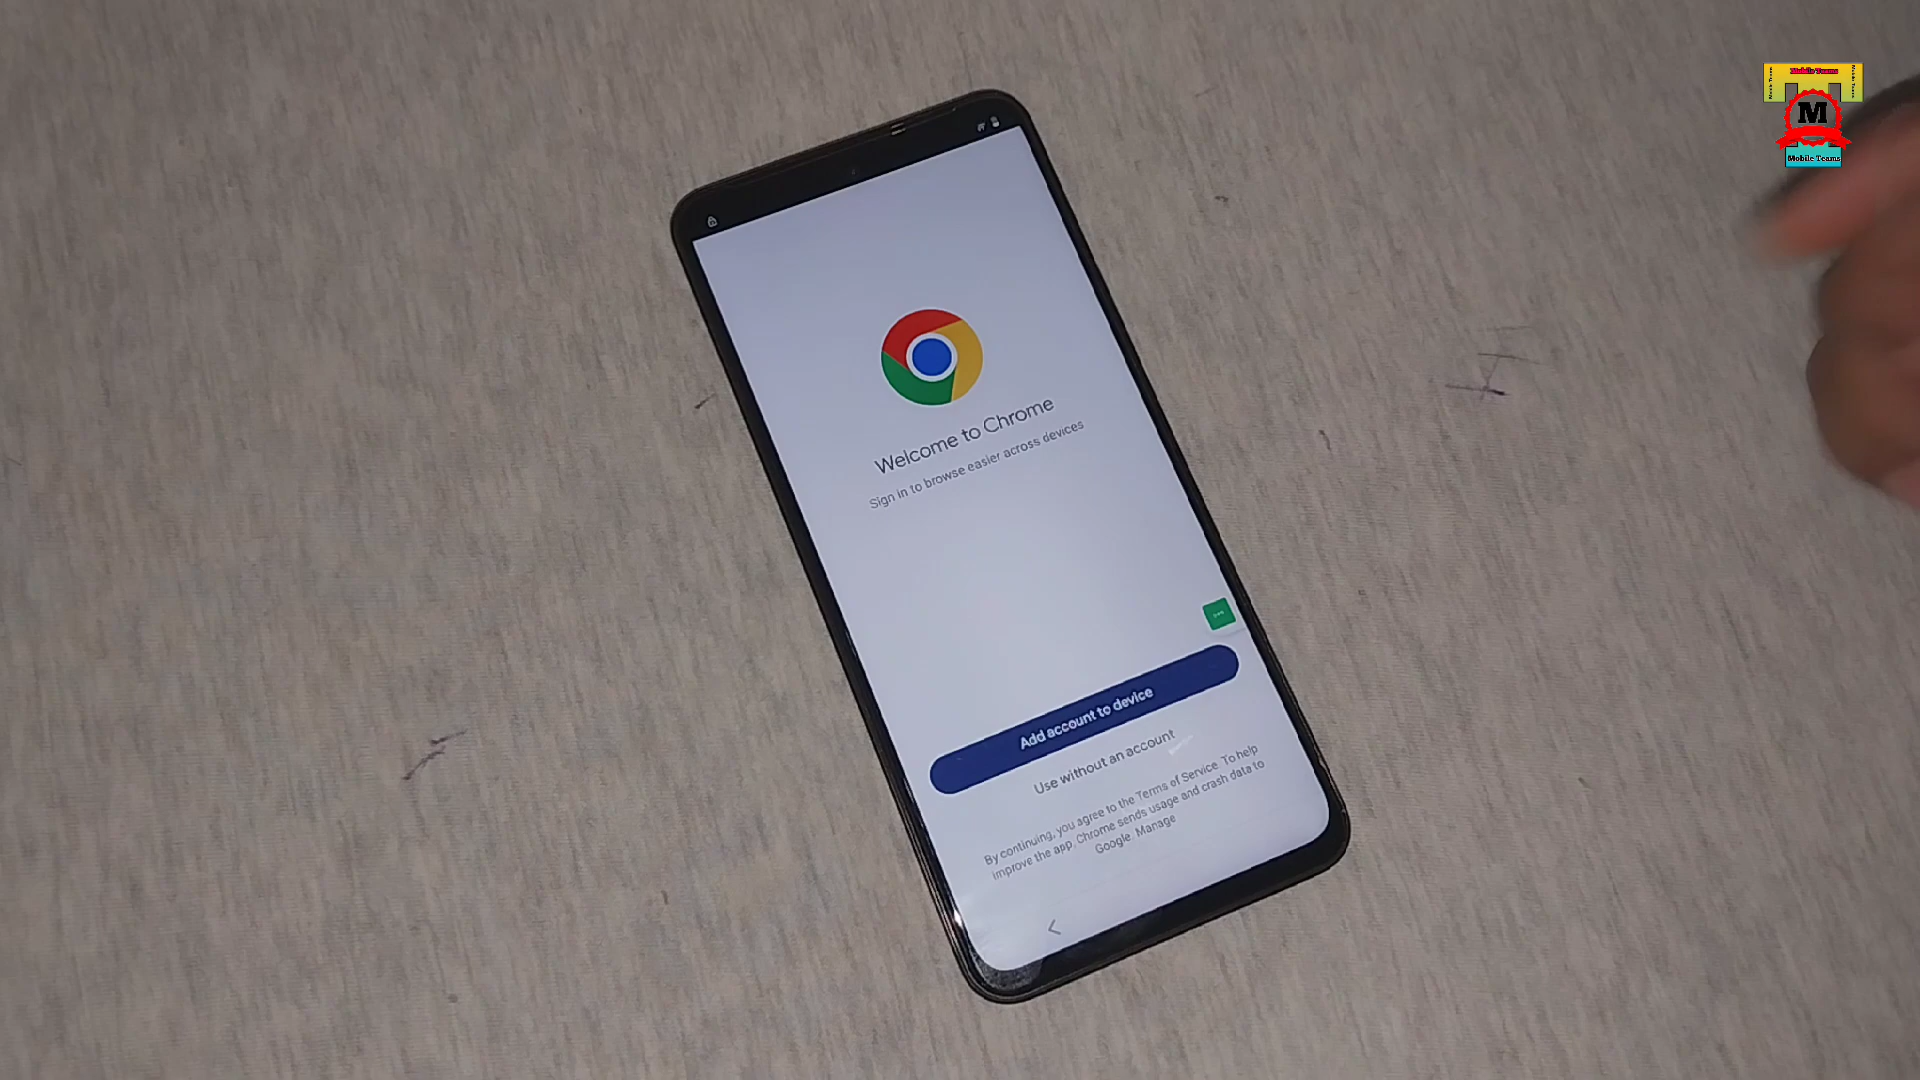 Mobile Teams
M
Mobile Teams
Welcome to Chrome
Sign in to browse easier across devices
Add account to device
Use without an account
By continuing, you agree to the Terms of Service. To help
improve the app, Chrome sends usage and crash data to
Google. Manage